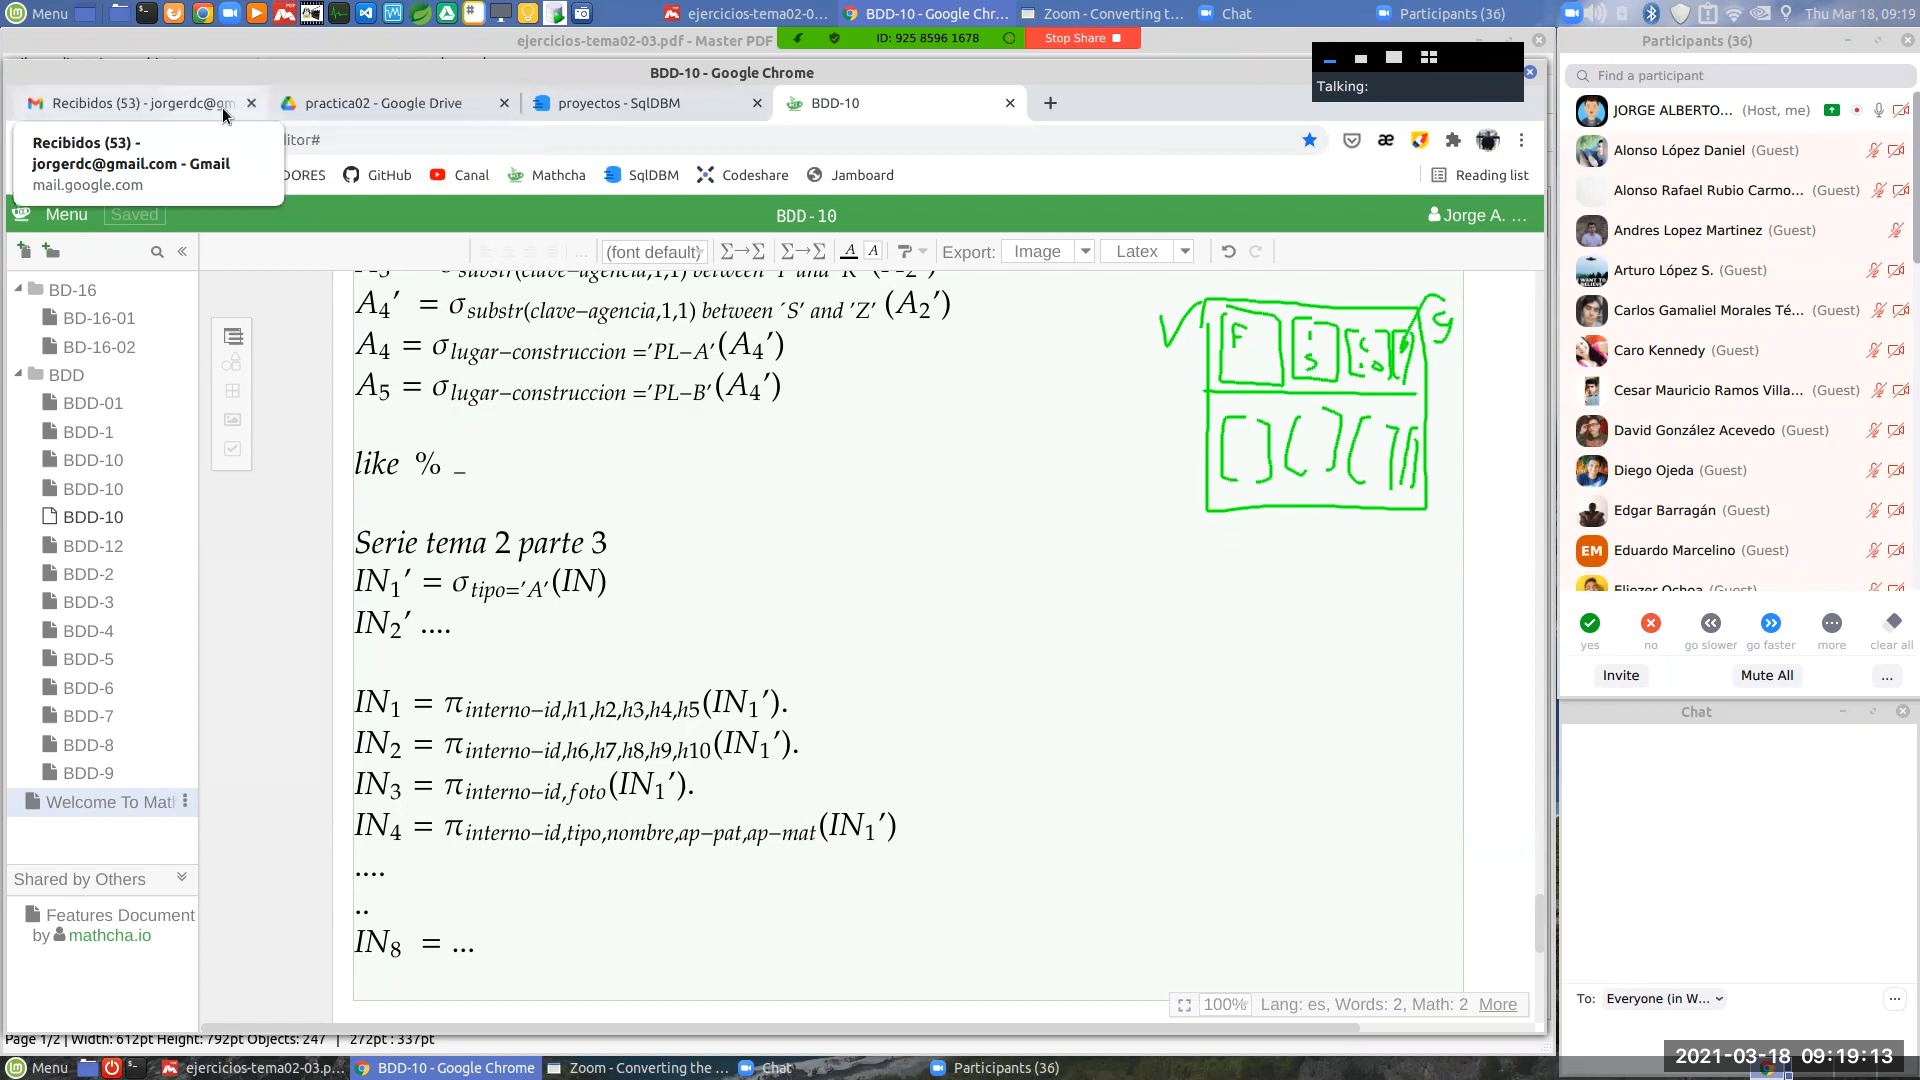 Menu
ejercicios-tema02-0...
BDD-10 - Google Chr...
Zoom - Converting t...
Chat
Participants (36)
Thu Mar 18, 09:19
ejercicios-tema02-03.pdf - Master PDF
ID: 925 8596 1678
Stop Share
BDD-10 - Google Chrome
Talking:
Recibidos (53) - jorgerdc@gm
practica02 - Google Drive
proyectos - SqlDBM
BDD-10
Recibidos (53) -
jorgerdc@gmail.com - Gmail
mail.google.com
ditor#
DORES
GitHub
Canal
Mathcha
SqlDBM
Codeshare
Jamboard
Reading list
Menu
Saved
BDD-10
Jorge A. ...
(font default)
Σ→Σ
Σ→Σ
A
A
Export:
Image
Latex
BD-16
BD-16-01
BD-16-02
BDD
BDD-01
BDD-1
BDD-10
BDD-10
BDD-10
BDD-12
BDD-2
BDD-3
BDD-4
BDD-5
BDD-6
BDD-7
BDD-8
BDD-9
Welcome To Mat
Shared by Others
Features Document
by mathcha.io
A4' = σ substr(clave−agencia,1,1) between 'S' and 'Z' (A2')
A4 = σ lugar−construccion ='PL−A'(A4')
A5 = σ lugar−construccion ='PL−B'(A4')
like % _
Serie tema 2 parte 3
IN1' = σ tipo='A'(IN)
IN2' ....
IN1 = π interno−id,h1,h2,h3,h4,h5(IN1').
IN2 = π interno−id,h6,h7,h8,h9,h10(IN1').
IN3 = π interno−id,foto(IN1').
IN4 = π interno−id,tipo,nombre,ap−pat,ap−mat(IN1')
....
..
IN8 = ...
F
S
100%
Lang: es, Words: 2, Math: 2 More
Page 1/2 | Width: 612pt Height: 792pt Objects: 247 | 272pt : 337pt
Participants (36)
Find a participant
JORGE ALBERTO... (Host, me)
Alonso López Daniel (Guest)
Alonso Rafael Rubio Carmo... (Guest)
Andres Lopez Martinez (Guest)
Arturo López S. (Guest)
Carlos Gamaliel Morales Té... (Guest)
Caro Kennedy (Guest)
Cesar Mauricio Ramos Villa... (Guest)
David González Acevedo (Guest)
Diego Ojeda (Guest)
Edgar Barragán (Guest)
EM Eduardo Marcelino (Guest)
Eliezer Ochoa (Guest)
yes
no
go slower
go faster
more
clear all
Invite
Mute All
...
Chat
To: Everyone (in W...
...
Menu
ejercicios-tema02-03.p...
BDD-10 - Google Chrome
Zoom - Converting the ...
Chat
Participants (36)
2021-03-18 09:19:13